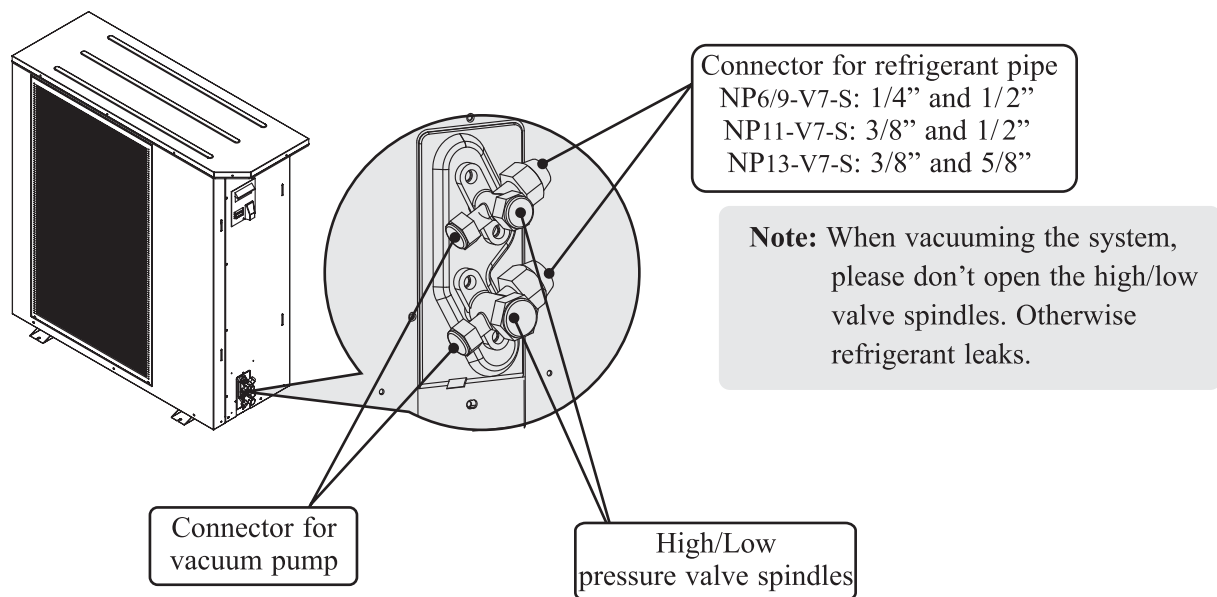 Connector for refrigerant pipe
NP6/9-V7-S: 1/4” and 1/2”
NP11-V7-S: 3/8” and 1/2”
NP13-V7-S: 3/8” and 5/8”
Note: When vacuuming the system,
please don’t open the high/low
valve spindles. Otherwise
refrigerant leaks.
Connector for
vacuum pump
High/Low
pressure valve spindles